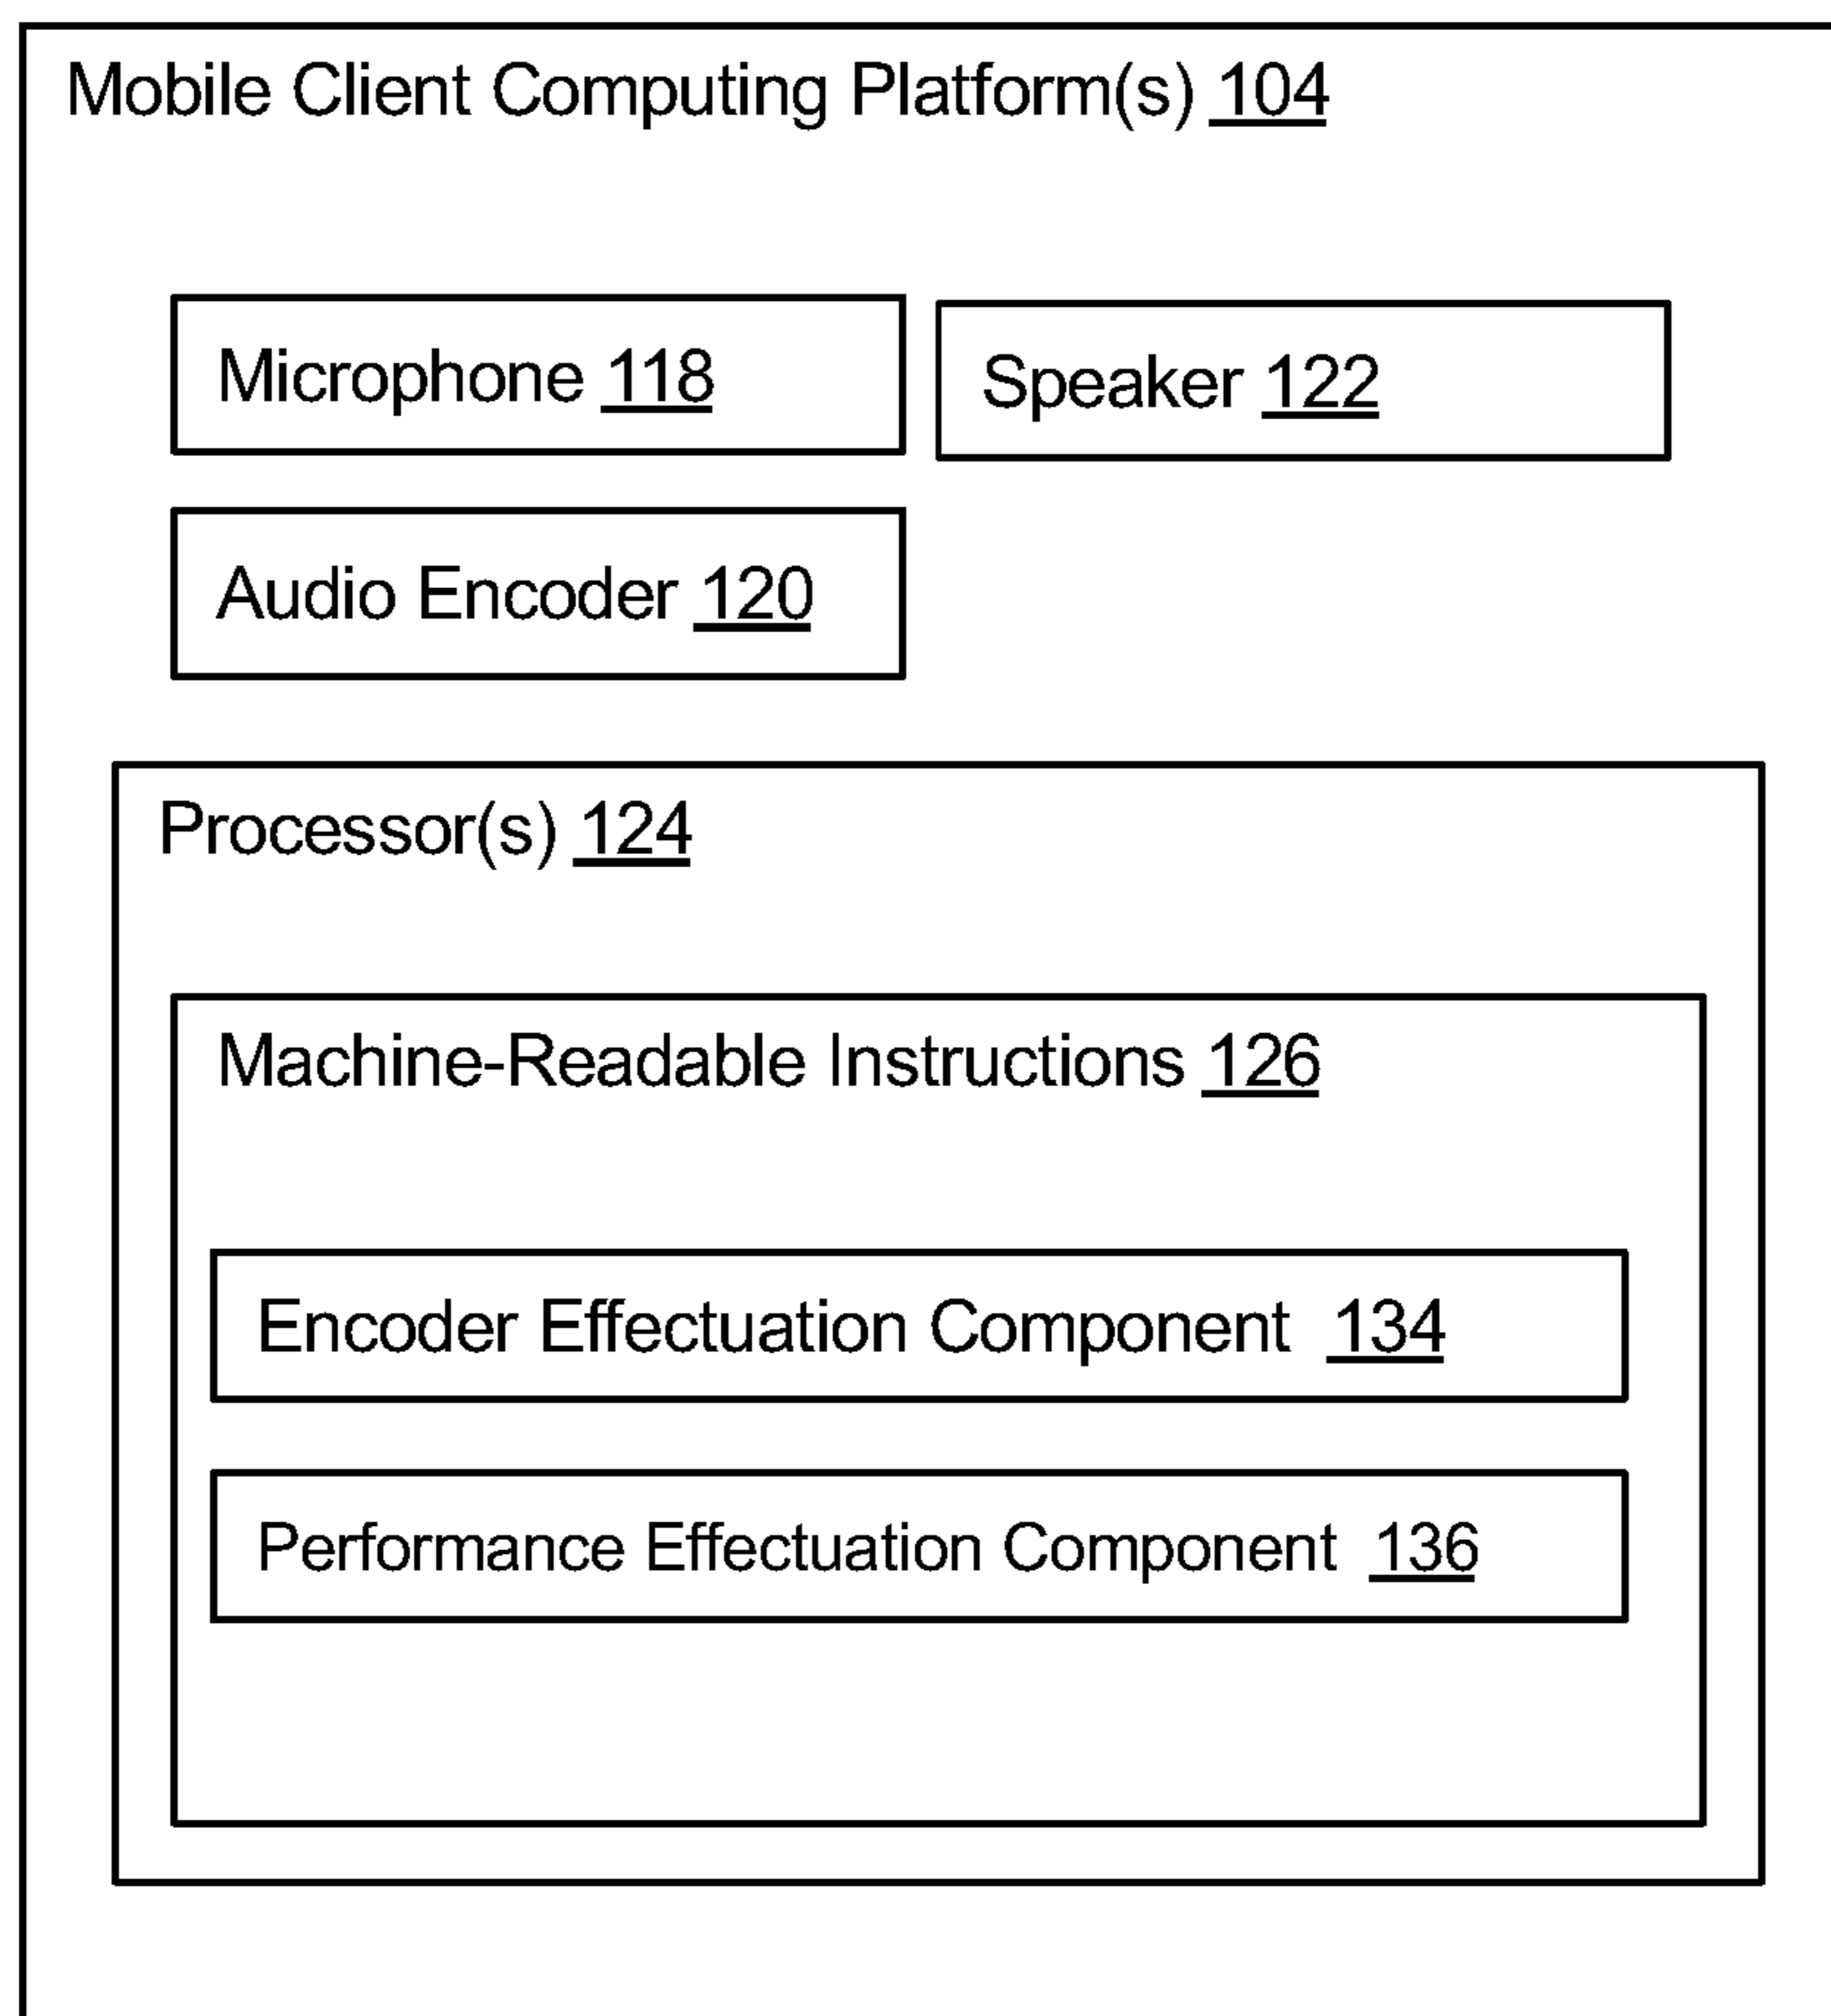 Mobile Client Computing Platform(s) 104
Microphone 118
Speaker 122
Audio Encoder 120
Processor(s) 124
Machine-Readable Instructions 126
Encoder Effectuation Component 134
Performance Effectuation Component 136